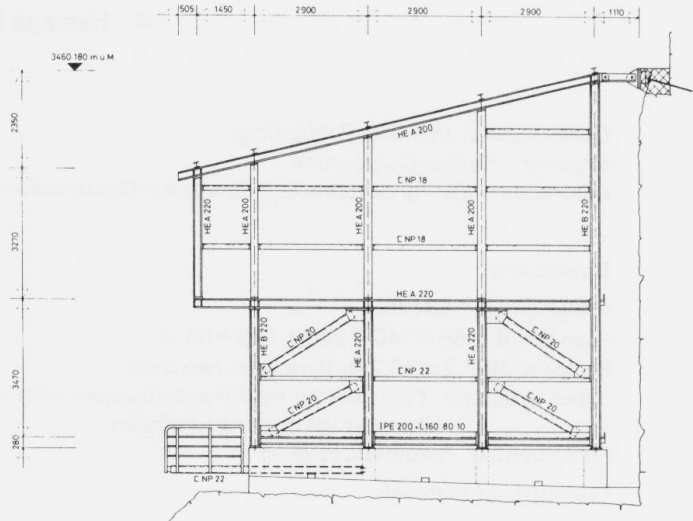 505 1450 2900 2900 2900 1110
3460.180 m ü M.
2350
3270
3470
280
HE A 200
C NP 18
HE A 220
HE A 200
HE A 200
HE A 200
HE B 220
C NP 18
HE A 220
HE B 220
C NP 20
C NP 20
HE A 220
HE A 220
C NP 22
C NP 20
C NP 20
IPE 200 + L160 80 10
C NP 22